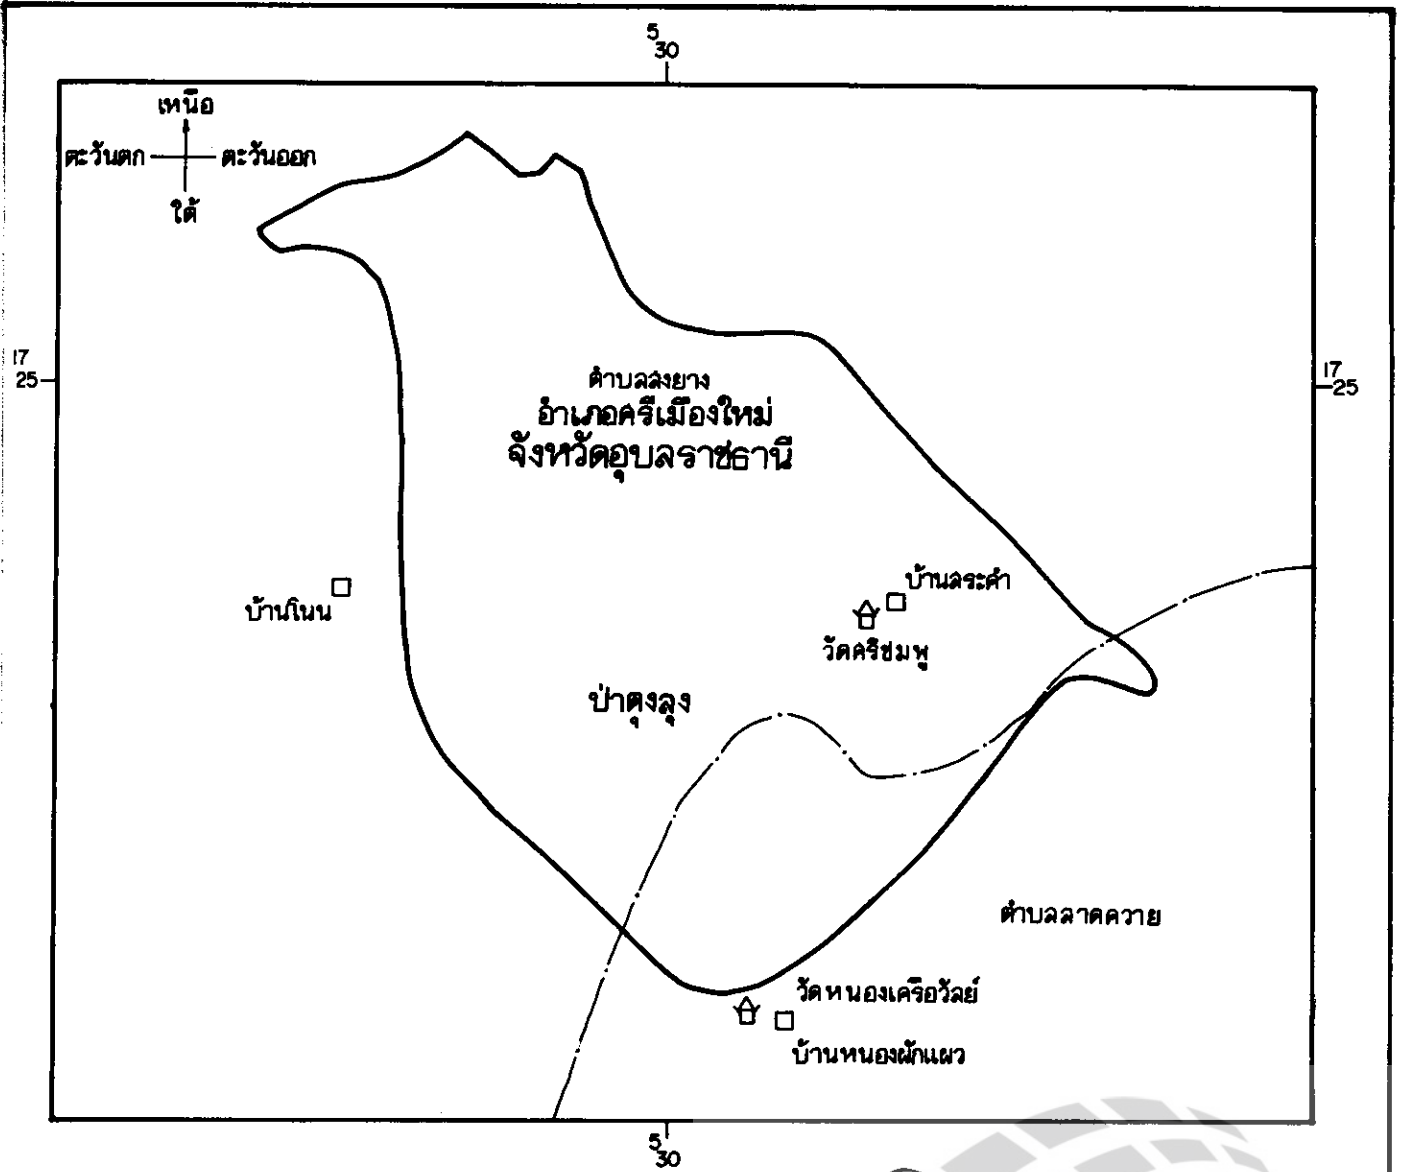 5
30
เหนือ
ตะวันตก ตะวันออก
ใต้
17
25
17
25
ตำบลสงยาง
อำเภอศรีเมืองใหม่
จังหวัดอุบลราชธานี
บ้านสระคำ
บ้านโนน
วัดศรีชมพู
ป่าดุงลุง
ตำบลลาดควาย
วัดหนองเครือวัลย์
บ้านหนองผักแผว
5
30